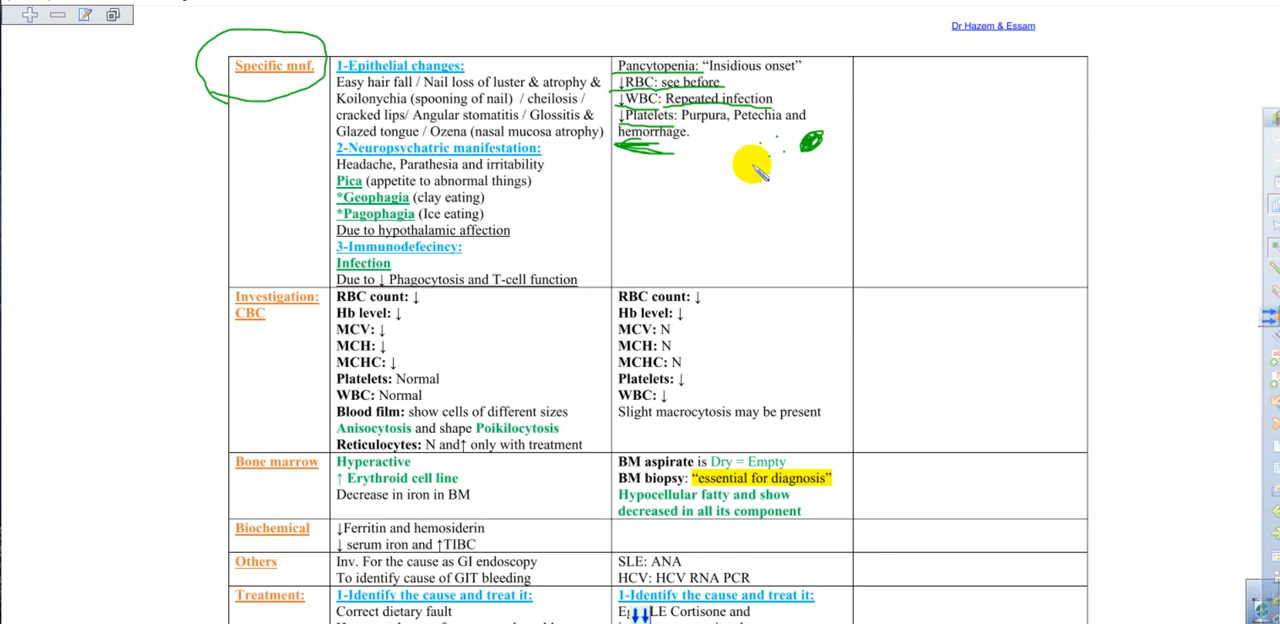 Dr Hazem & Essam
Specific mnf.
1-Epithelial changes:
Easy hair fall / Nail loss of luster & atrophy &
Koilonychia (spooning of nail) / cheilosis /
cracked lips/ Angular stomatitis / Glossitis &
Glazed tongue / Ozena (nasal mucosa atrophy)
2-Neuropsychatric manifestation:
Headache, Parathesia and irritability
Pica (appetite to abnormal things)
*Geophagia (clay eating)
*Pagophagia (Ice eating)
Due to hypothalamic affection
3-Immunodefecincy:
Infection
Due to ↓ Phagocytosis and T-cell function
Pancytopenia: “Insidious onset”
↓RBC: see before
↓WBC: Repeated infection
↓Platelets: Purpura, Petechia and
hemorrhage.
Investigation:
CBC
RBC count: ↓
Hb level: ↓
MCV: ↓
MCH: ↓
MCHC: ↓
Platelets: Normal
WBC: Normal
Blood film: show cells of different sizes
Anisocytosis and shape Poikilocytosis
Reticulocytes: N and↑ only with treatment
RBC count: ↓
Hb level: ↓
MCV: N
MCH: N
MCHC: N
Platelets: ↓
WBC: ↓
Slight macrocytosis may be present
Bone marrow
Hyperactive
↑ Erythroid cell line
Decrease in iron in BM
BM aspirate is Dry = Empty
BM biopsy: “essential for diagnosis”
Hypocellular fatty and show
decreased in all its component
Biochemical
↓Ferritin and hemosiderin
↓ serum iron and ↑TIBC
Others
Inv. For the cause as GI endoscopy
To identify cause of GIT bleeding
SLE: ANA
HCV: HCV RNA PCR
Treatment:
1-Identify the cause and treat it:
Correct dietary fault
1-Identify the cause and treat it:
LE Cortisone and